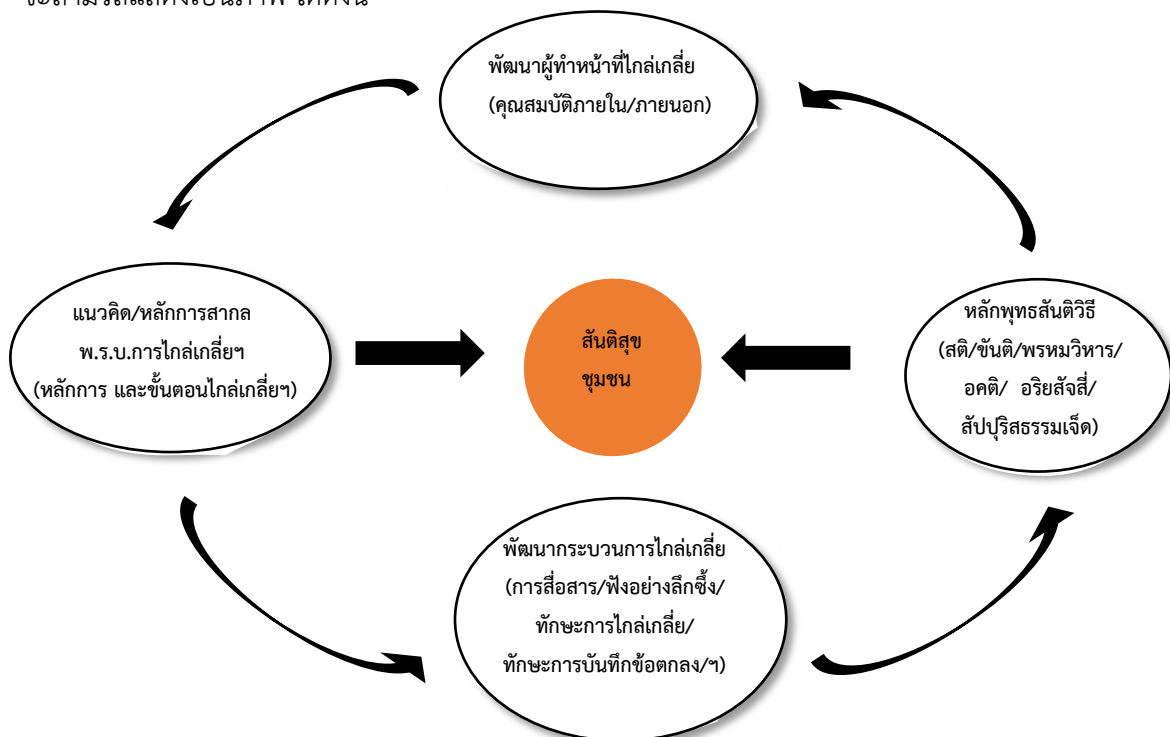 พัฒนาผู้ทำหน้าที่ไกล่เกลี่ย
(คุณสมบัติภายใน/ภายนอก)
แนวคิด/หลักการสากล
พ.ร.บ.การไกล่เกลี่ยฯ
(หลักการ และขั้นตอนไกล่เกลี่ยฯ)
สันติสุข
ชุมชน
หลักพุทธสันติวิธี
(สติ/ขันติ/พรหมวิหาร/
อคติ/ อริยสัจสี่/
สัปปุริสธรรมเจ็ด)
พัฒนากระบวนการไกล่เกลี่ย
(การสื่อสาร/ฟังอย่างลึกซึ้ง/
ทักษะการไกล่เกลี่ย/
ทักษะการบันทึกข้อตกลง/ฯ)